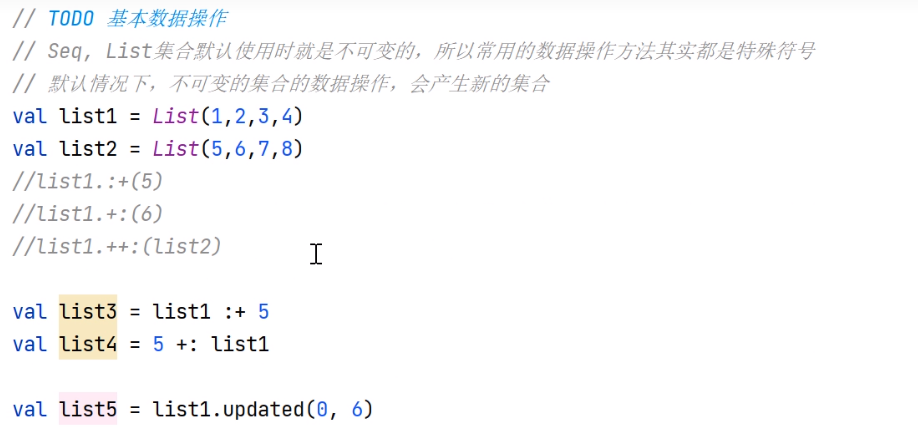 // TODO 基本数据操作
// Seq, List集合默认使用时就是不可变的，所以常用的数据操作方法其实都是特殊符号
// 默认情况下，不可变的集合的数据操作，会产生新的集合
val list1 = List(1,2,3,4)
val list2 = List(5,6,7,8)
//list1.:+(5)
//list1.+:(6)
//list1.++:(list2)
val list3 = list1 :+ 5
val list4 = 5 +: list1
val list5 = list1.updated(0, 6)